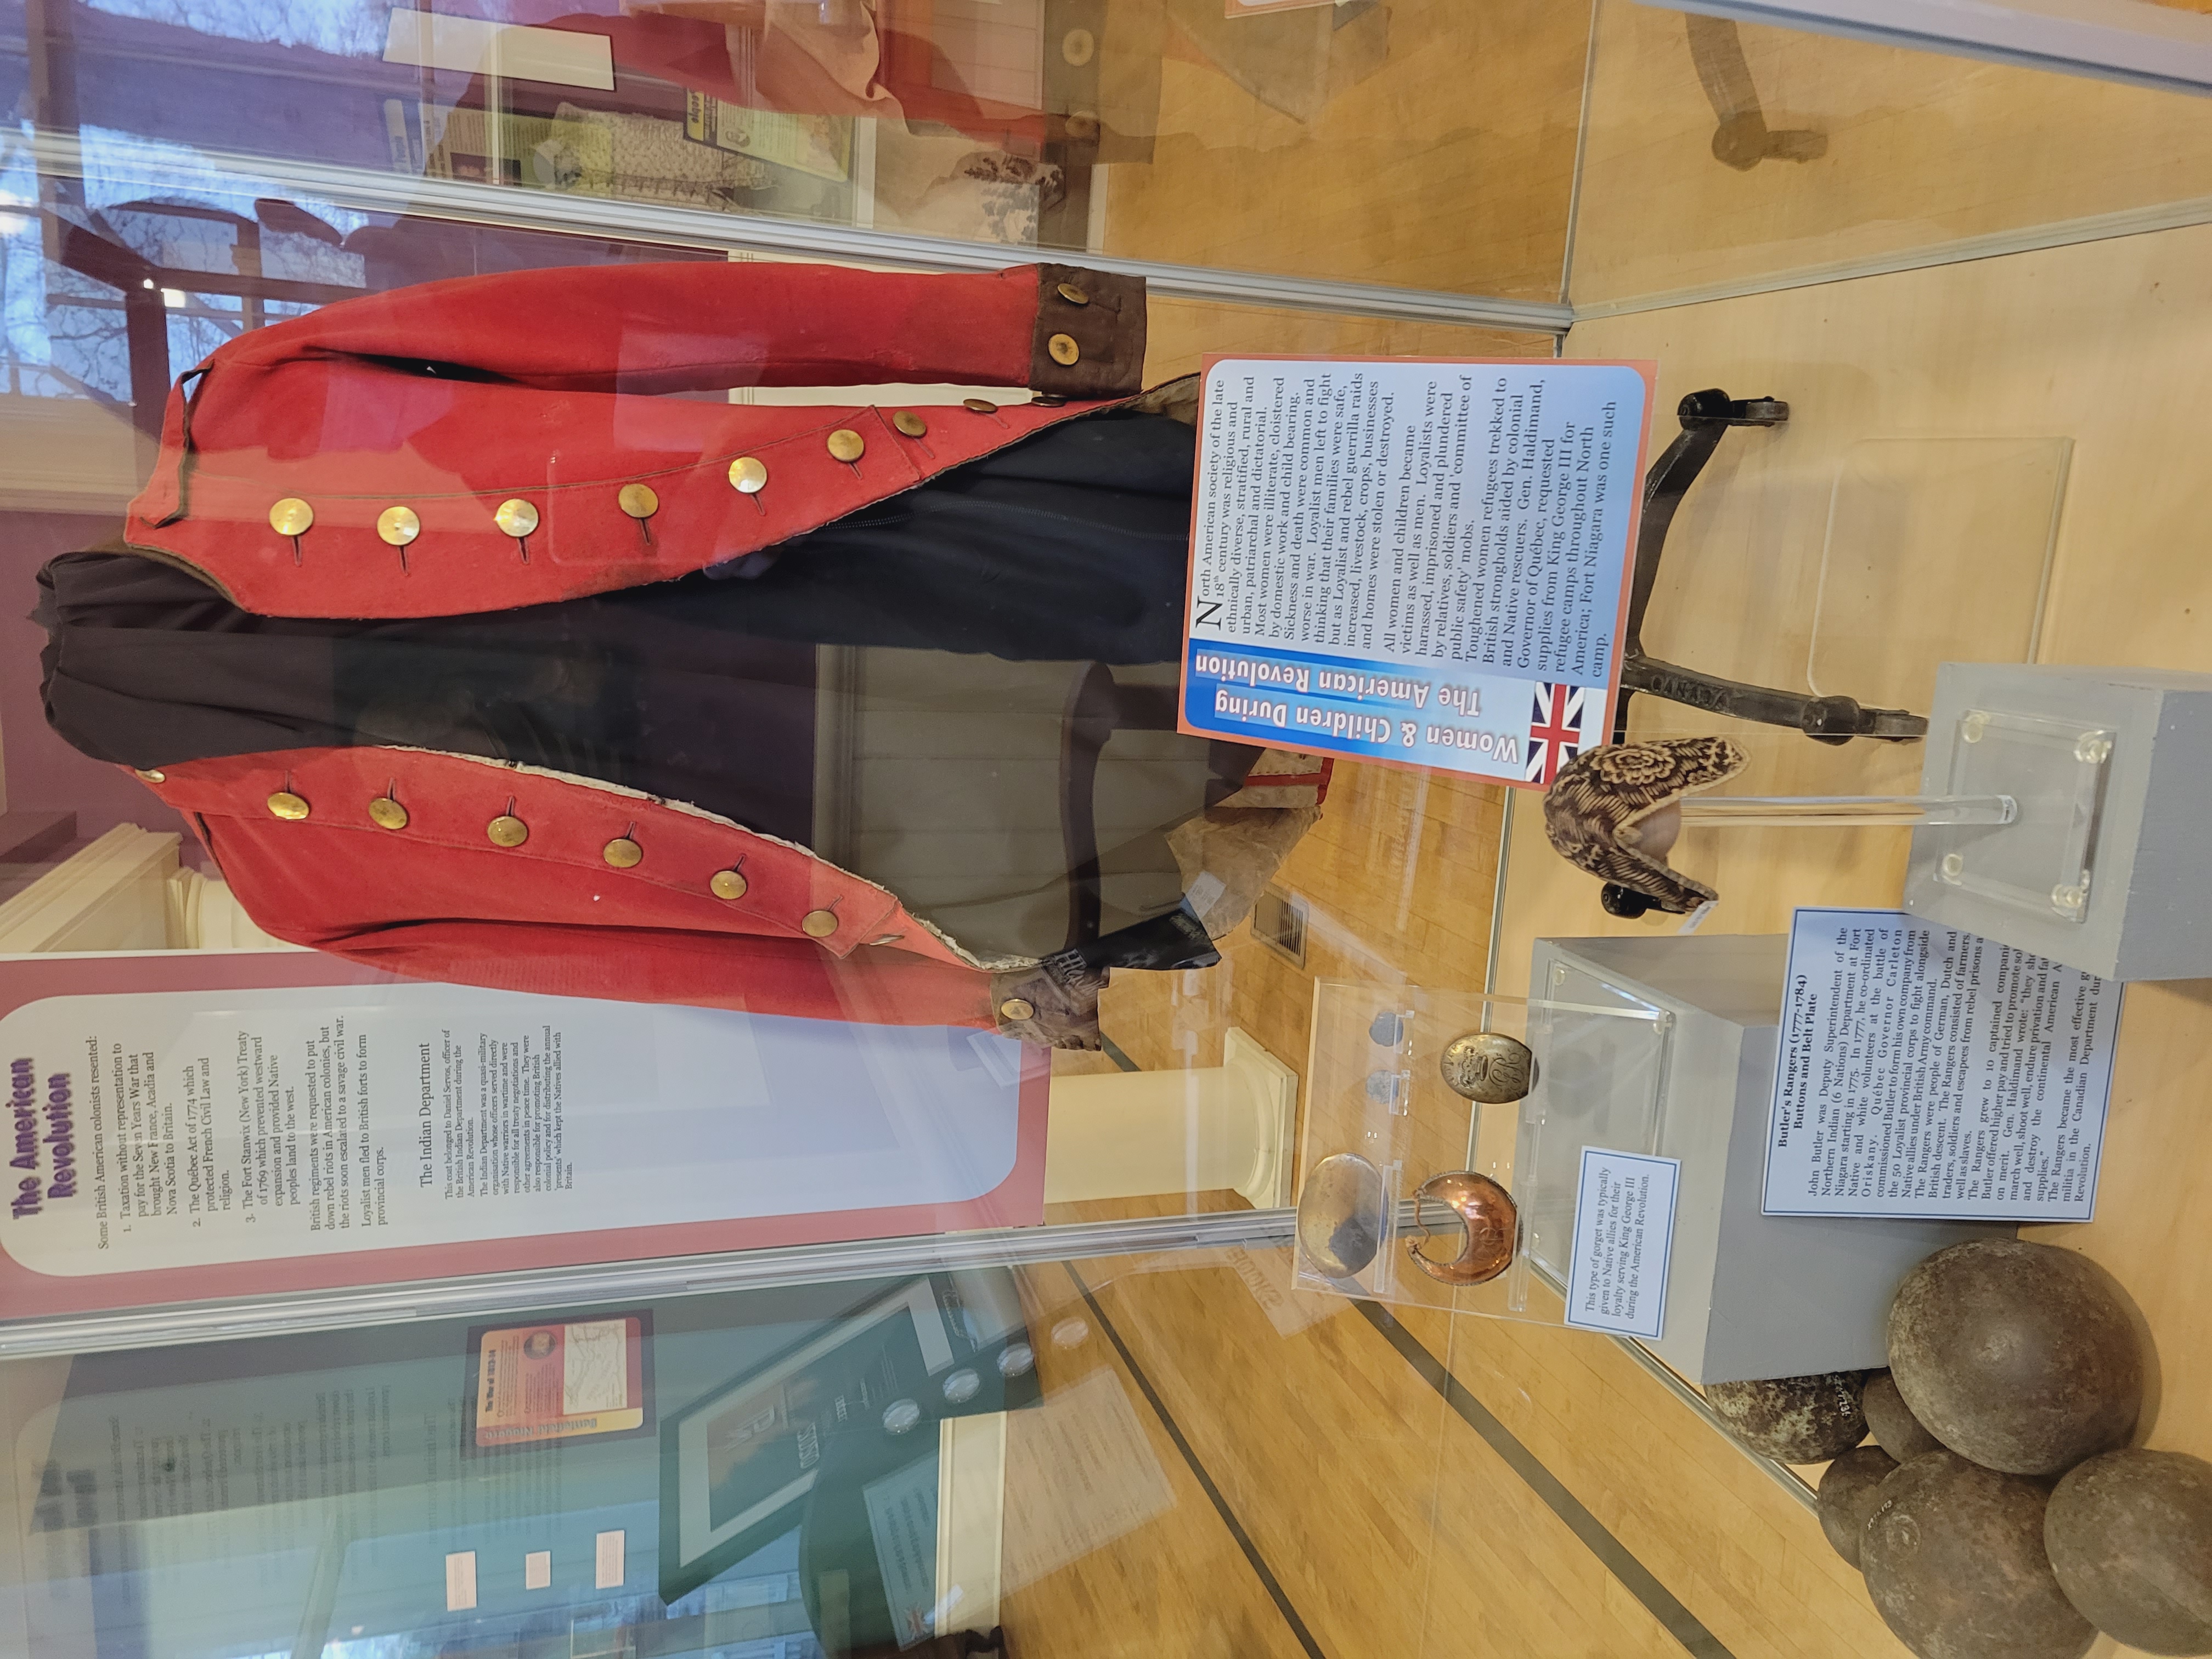 The American
Revolution
Some British American colonists resented:
1. Taxation without representation to
pay for the Seven Years War that
brought New France, Acadia and
Nova Scotia to Britain.
2. The Québec Act of 1774 which
protected French Civil Law and
religion.
3. The Fort Stanwix (New York) Treaty
of 1769 which prevented westward
expansion and provided Native
peoples land to the west.
British regiments were requested to put
down rebel riots in American colonies, but
the riots soon escalated to a savage civil war.
Loyalist men fled to British forts to form
provincial corps.
The Indian Department
This coat belonged to Daniel Servos, officer of
the British Indian Department during the
American Revolution.
The Indian Department was a quasi-military
organisation whose officers served directly
with Native warriors in wartime and were
responsible for all treaty negotiations and
other agreements in peace time. They were
also responsible for promoting British
colonial policy and for distributing the annual
'presents' which kept the Natives allied with
Britain.
The War of 1812-14
Women & Children During
The American Revolution
North American society of the late
18th century was religious and
ethnically diverse, stratified, rural and
urban, patriarchal and dictatorial.
Most women were illiterate, cloistered
by domestic work and child bearing.
Sickness and death were common and
worse in war. Loyalist men left to fight
thinking that their families were safe,
but as Loyalist and rebel guerrilla raids
increased, livestock, crops, businesses
and homes were stolen or destroyed.
All women and children became
victims as well as men. Loyalists were
harassed, imprisoned and plundered
by relatives, soldiers and 'committee of
public safety' mobs.
Toughened women refugees trekked to
British strongholds aided by colonial
and Native rescuers. Gen. Haldimand,
Governor of Québec, requested
supplies from King George III for
refugee camps throughout North
America; Fort Niagara was one such
camp.
GR
This type of gorget was typically
given to Native allies for their
loyalty serving King George III
during the American Revolution.
Butler's Rangers (1777-1784)
Buttons and Belt Plate
John Butler was Deputy Superintendent of the
Northern Indian (6 Nations) Department at Fort
Niagara starting in 1775. In 1777, he co-ordinated
Native and white volunteers at the battle of
Oriskany. Québec Governor Carleton
commissioned Butler to form his own company from
the 50 Loyalist provincial corps to fight alongside
Native allies under British Army command.
The Rangers were people of German, Dutch and
British descent. The Rangers consisted of farmers,
traders, soldiers and escapees from rebel prisons a
well as slaves.
The Rangers grew to 10 captained compani
Butler offered higher pay and tried to promote sol
on merit. Gen. Haldimand wrote: "they sho
march well, shoot well, endure privation and fat
and destroy the continental American A
supplies."
The Rangers became the most effective g
militia in the Canadian Department dur
Revolution.